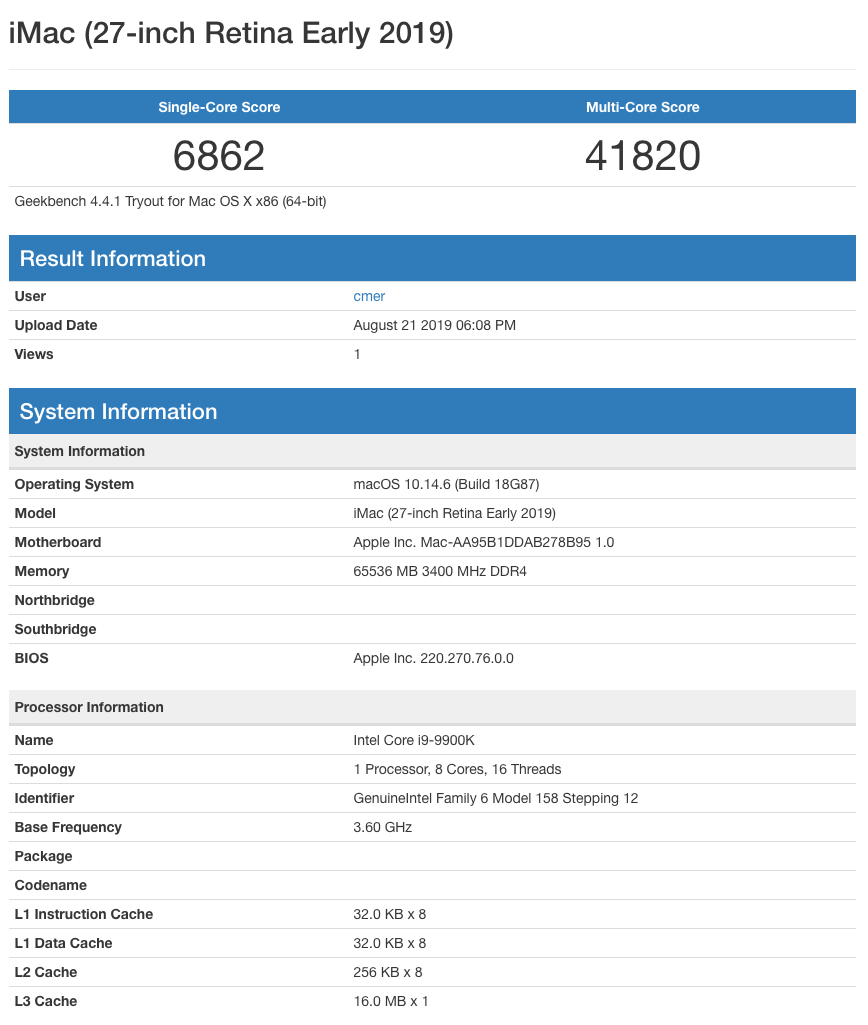 iMac (27-inch Retina Early 2019)
Single-Core Score Multi-Core Score
6862 41820
Geekbench 4.4.1 Tryout for Mac OS X x86 (64-bit)
Result Information
User cmer
Upload Date August 21 2019 06:08 PM
Views 1
System Information
System Information
Operating System macOS 10.14.6 (Build 18G87)
Model iMac (27-inch Retina Early 2019)
Motherboard Apple Inc. Mac-AA95B1DDAB278B95 1.0
Memory 65536 MB 3400 MHz DDR4
Northbridge
Southbridge
BIOS Apple Inc. 220.270.76.0.0
Processor Information
Name Intel Core i9-9900K
Topology 1 Processor, 8 Cores, 16 Threads
Identifier GenuineIntel Family 6 Model 158 Stepping 12
Base Frequency 3.60 GHz
Package
Codename
L1 Instruction Cache 32.0 KB x 8
L1 Data Cache 32.0 KB x 8
L2 Cache 256 KB x 8
L3 Cache 16.0 MB x 1